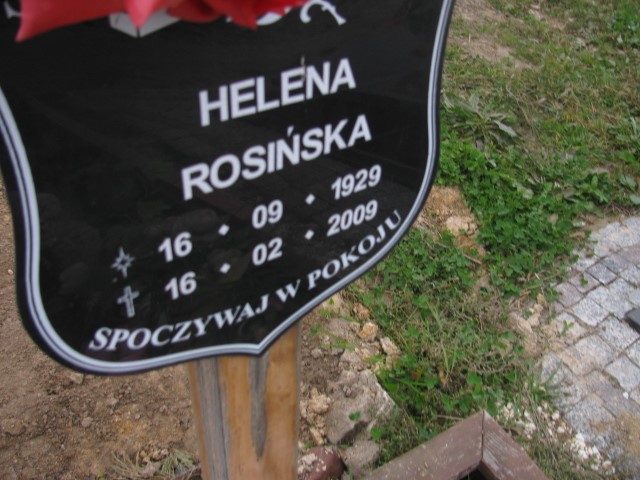 HELENA
ROSIŃSKA
16 • 09 • 1929
16 • 02 • 2009
SPOCZYWAJ W POKOJU